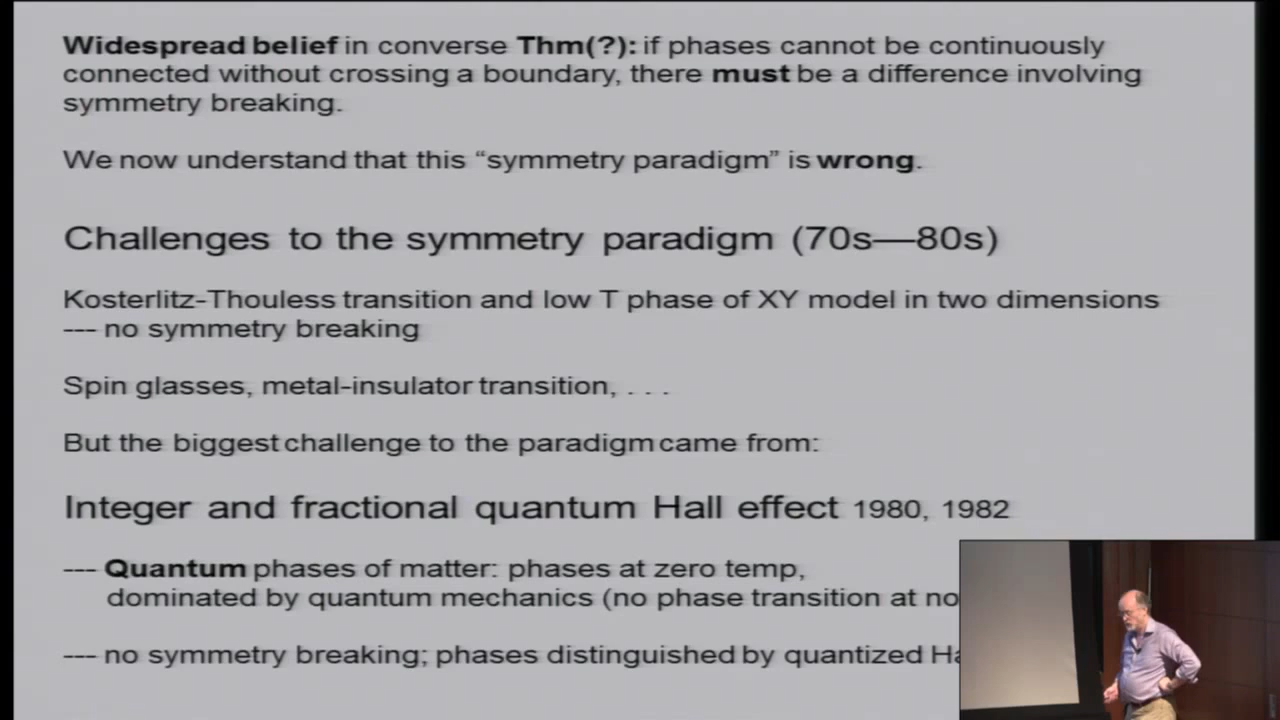 Widespread belief in converse Thm(?): if phases cannot be continuously
connected without crossing a boundary, there must be a difference involving
symmetry breaking.
We now understand that this “symmetry paradigm” is wrong.
Challenges to the symmetry paradigm (70s—80s)
Kosterlitz-Thouless transition and low T phase of XY model in two dimensions
--- no symmetry breaking
Spin glasses, metal-insulator transition, . . .
But the biggest challenge to the paradigm came from:
Integer and fractional quantum Hall effect 1980, 1982
--- Quantum phases of matter: phases at zero temp,
dominated by quantum mechanics (no phase transition at no
--- no symmetry breaking; phases distinguished by quantized